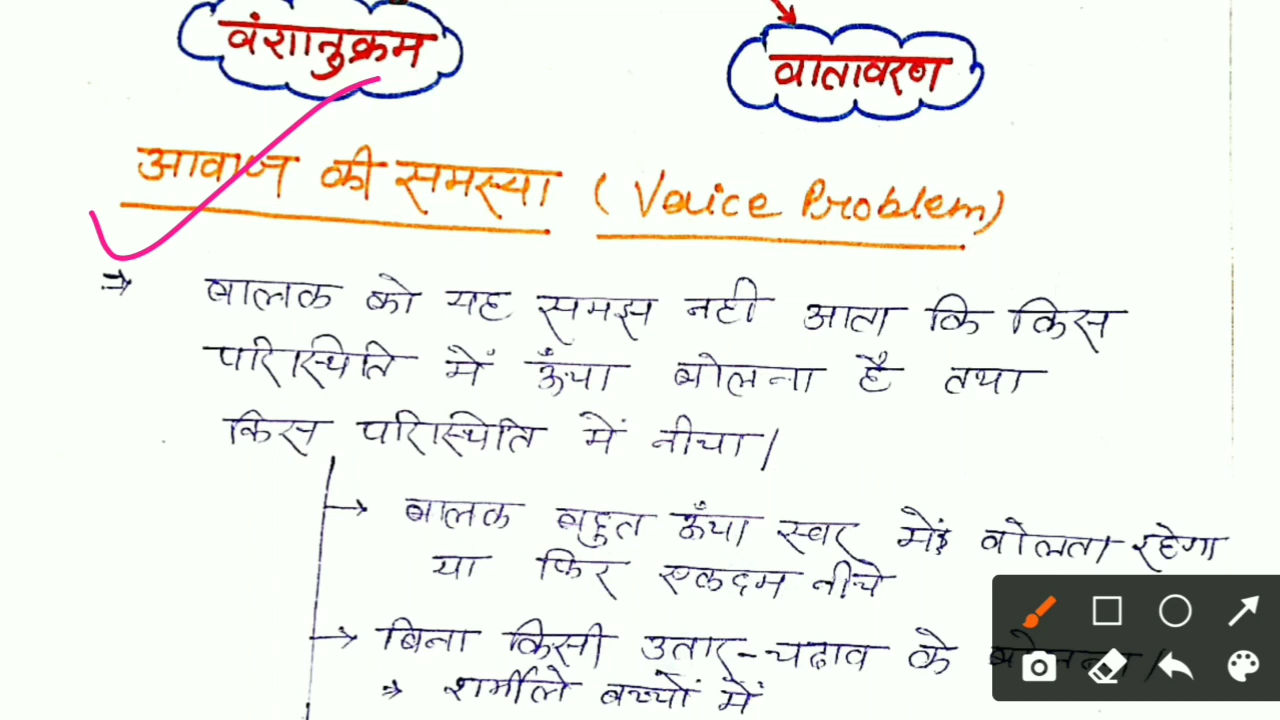 वंशानुक्रम
वातावरण
आवाज की समस्या (Voice Problem)
⇒ बालक को यह समझ नही आता कि किस
परिस्थिति में ऊँचा बोलना है तथा
किस परिस्थिति में नीचा।
→ बालक बहुत ऊँचा स्वर में बोलता रहेगा
या फिर एकदम नीचे
→ बिना किसी उतार-चढाव के बोलना।
⇒ शर्मीले बच्चों में